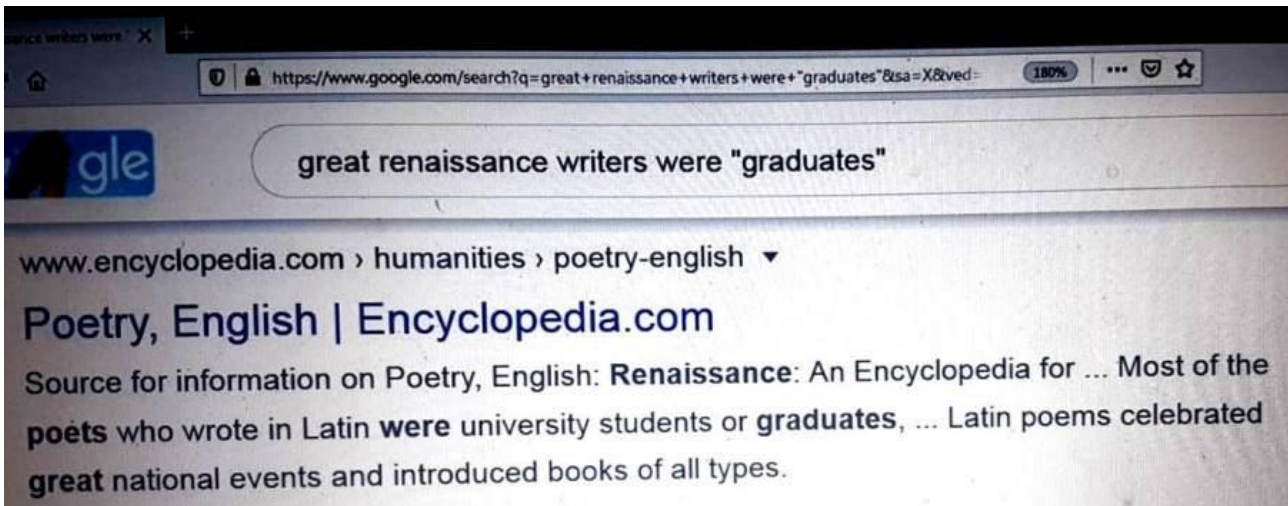 ance writers were "
https://www.google.com/search?q=great+renaissance+writers+were+"graduates"&sa=X&ved=
180%
gle
great renaissance writers were "graduates"
www.encyclopedia.com › humanities › poetry-english
Poetry, English | Encyclopedia.com
Source for information on Poetry, English: Renaissance: An Encyclopedia for ... Most of the
poets who wrote in Latin were university students or graduates, ... Latin poems celebrated
great national events and introduced books of all types.